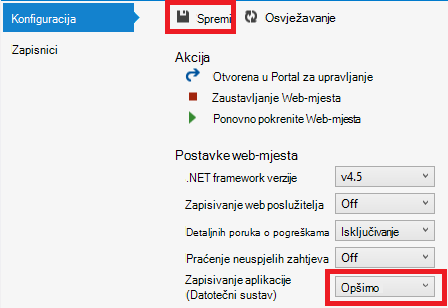 Konfiguracija
Spremi
Osvježavanje
Zapisnici
Akcija
Otvorena u Portal za upravljanje
Zaustavljanje Web-mjesta
Ponovno pokrenite Web-mjesta
Postavke web-mjesta
.NET framework verzije
v4.5
Zapisivanje web poslužitelja
Off
Detaljnih poruka o pogreškama
Isključivanje
Praćenje neuspjelih zahtjeva
Off
Zapisivanje aplikacije
(Datotečni sustav)
Opšimo